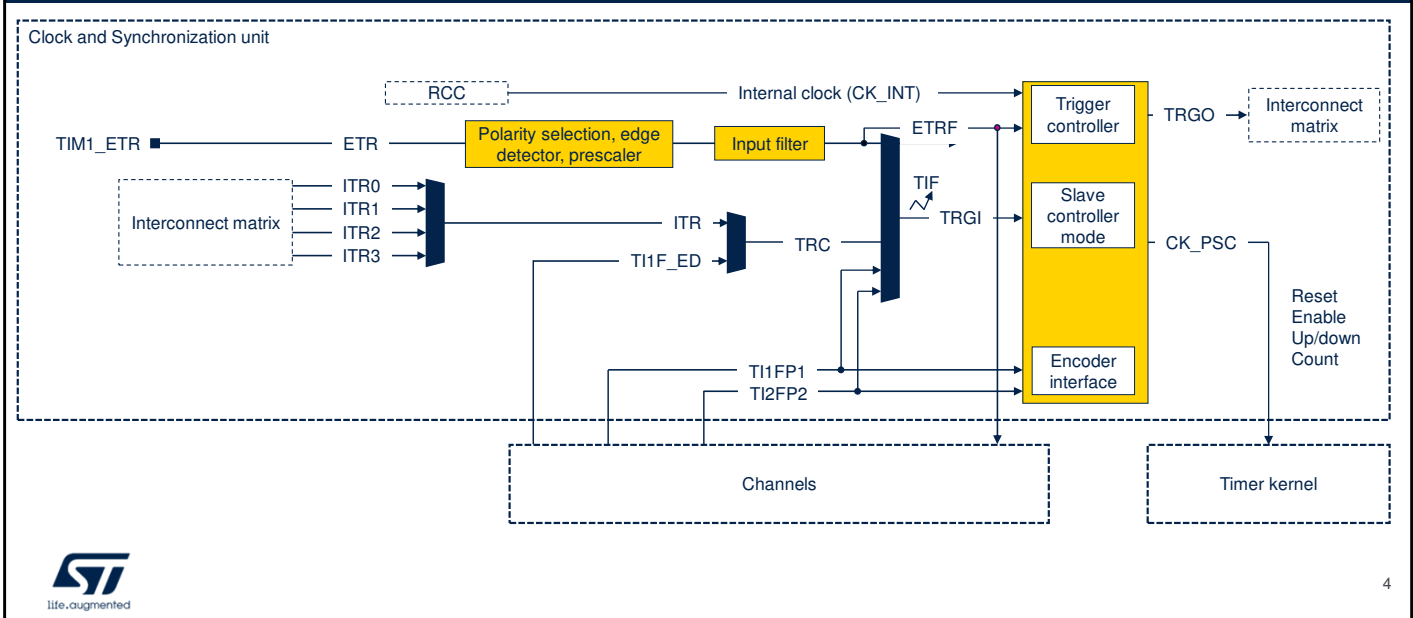 Clock and Synchronization unit
RCC
Internal clock (CK_INT)
Trigger
controller
TRGO
Interconnect
matrix
TIM1_ETR
ETR
Polarity selection, edge
detector, prescaler
Input filter
ETRF
Interconnect matrix
ITR0
ITR1
ITR2
ITR3
ITR
TI1F_ED
TRC
TIF
TRGI
Slave
controller
mode
CK_PSC
Reset
Enable
Up/down
Count
TI1FP1
TI2FP2
Encoder
interface
Channels
Timer kernel
ST
life.augmented
4